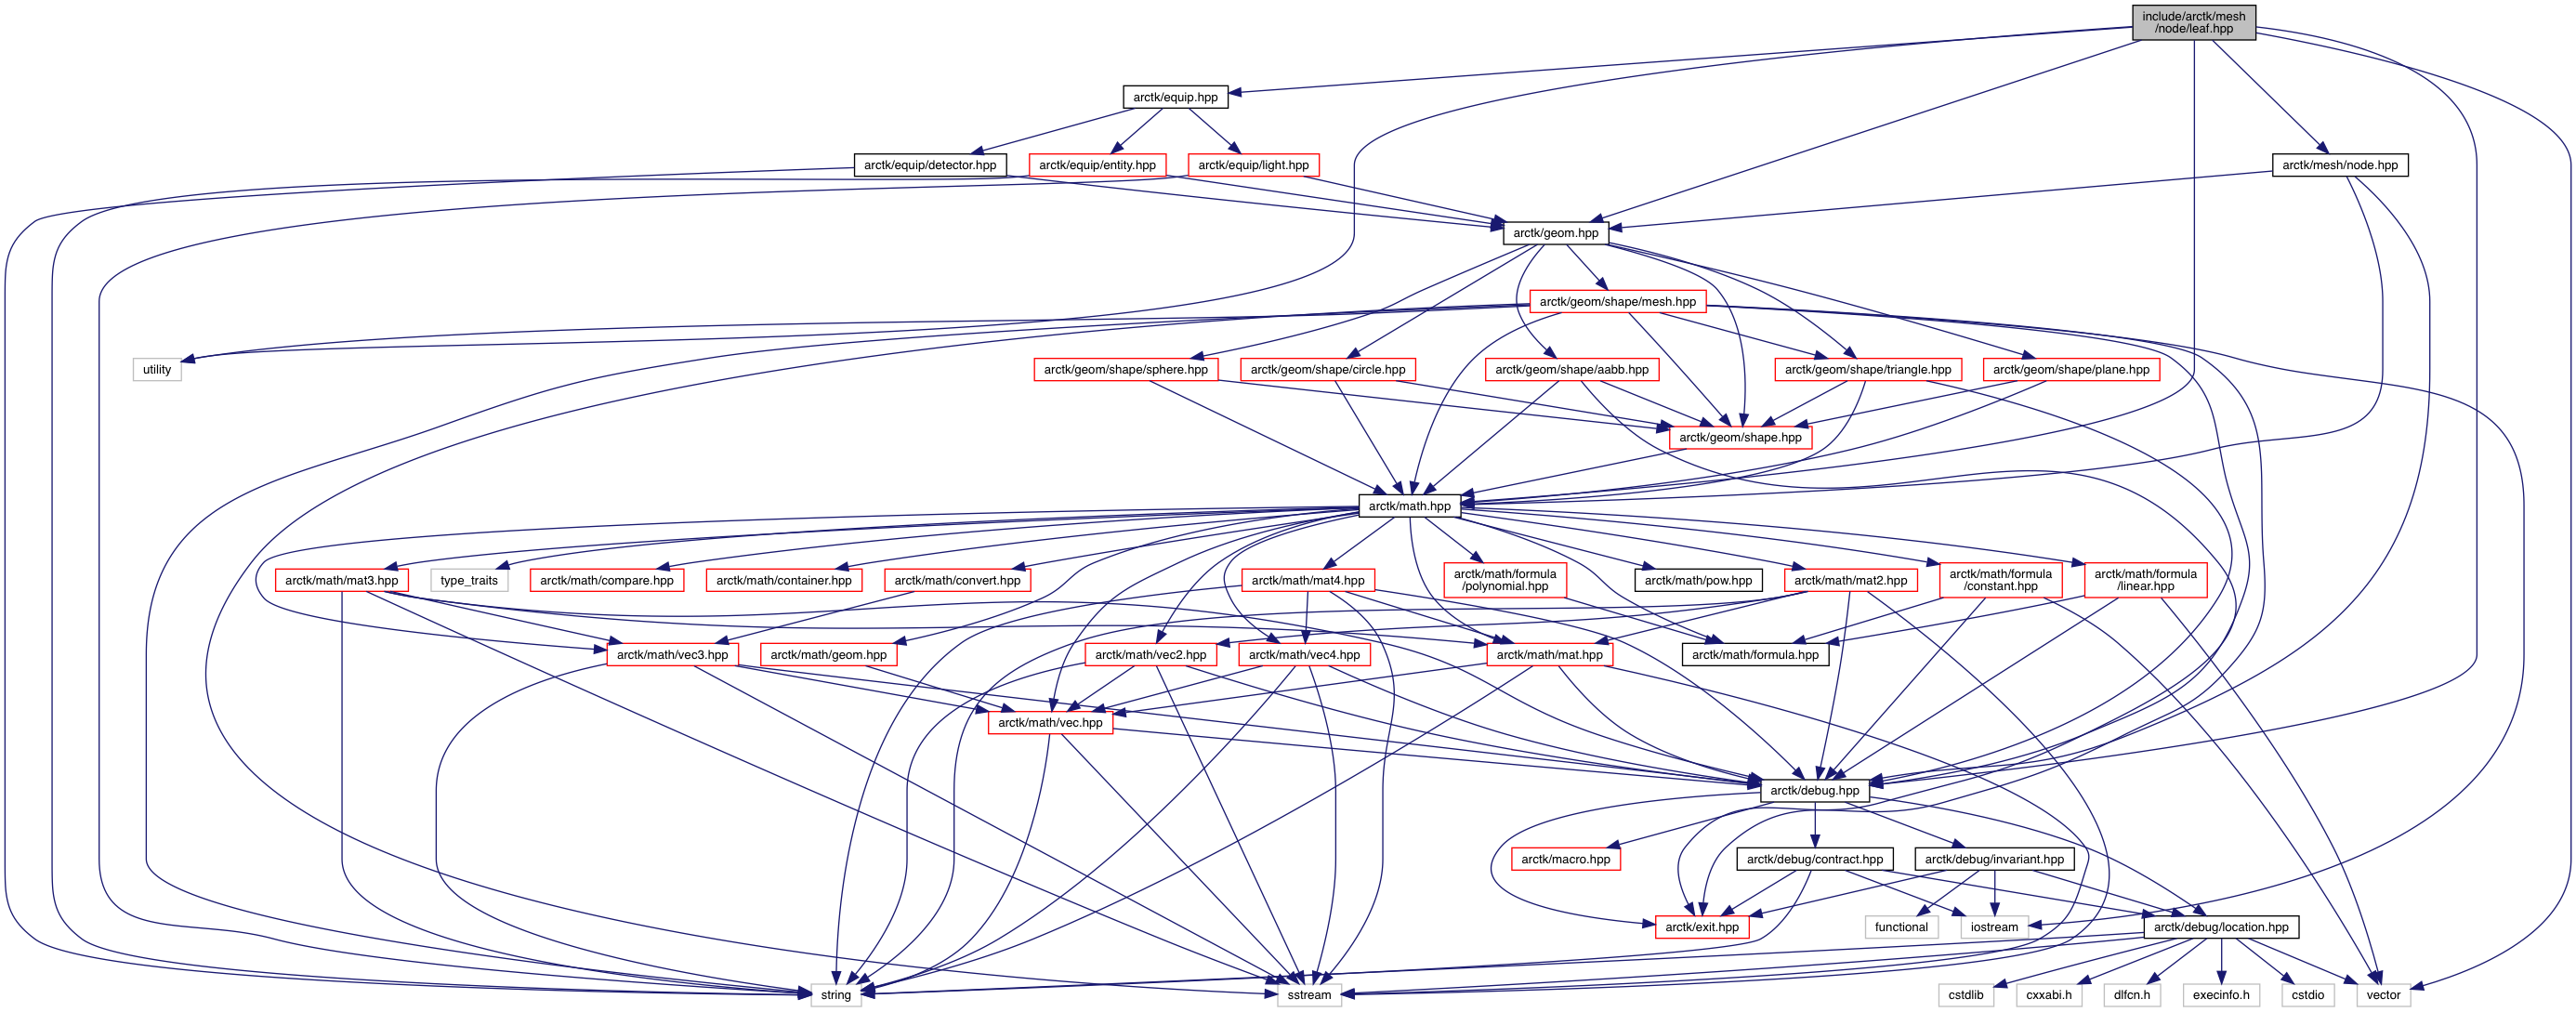 include/arctk/mesh
/node/leaf.hpp
arctk/equip.hpp
arctk/equip/detector.hpp
arctk/equip/entity.hpp
arctk/equip/light.hpp
arctk/mesh/node.hpp
arctk/geom.hpp
arctk/geom/shape/mesh.hpp
utility
arctk/geom/shape/sphere.hpp
arctk/geom/shape/circle.hpp
arctk/geom/shape/aabb.hpp
arctk/geom/shape/triangle.hpp
arctk/geom/shape/plane.hpp
arctk/geom/shape.hpp
arctk/math.hpp
arctk/math/mat3.hpp
type_traits
arctk/math/compare.hpp
arctk/math/container.hpp
arctk/math/convert.hpp
arctk/math/mat4.hpp
arctk/math/formula
/polynomial.hpp
arctk/math/pow.hpp
arctk/math/mat2.hpp
arctk/math/formula
/constant.hpp
arctk/math/formula
/linear.hpp
arctk/math/vec3.hpp
arctk/math/geom.hpp
arctk/math/vec2.hpp
arctk/math/vec4.hpp
arctk/math/mat.hpp
arctk/math/formula.hpp
arctk/math/vec.hpp
arctk/debug.hpp
arctk/macro.hpp
arctk/debug/contract.hpp
arctk/debug/invariant.hpp
arctk/exit.hpp
functional
iostream
arctk/debug/location.hpp
string
sstream
cstdlib
cxxabi.h
dlfcn.h
execinfo.h
cstdio
vector